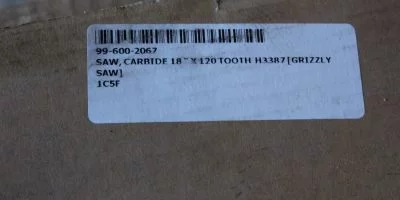 99-600-2067
SAW, CARBIDE 18" X 120 TOOTH H3387 [GRIZZLY
SAW]
1C5F